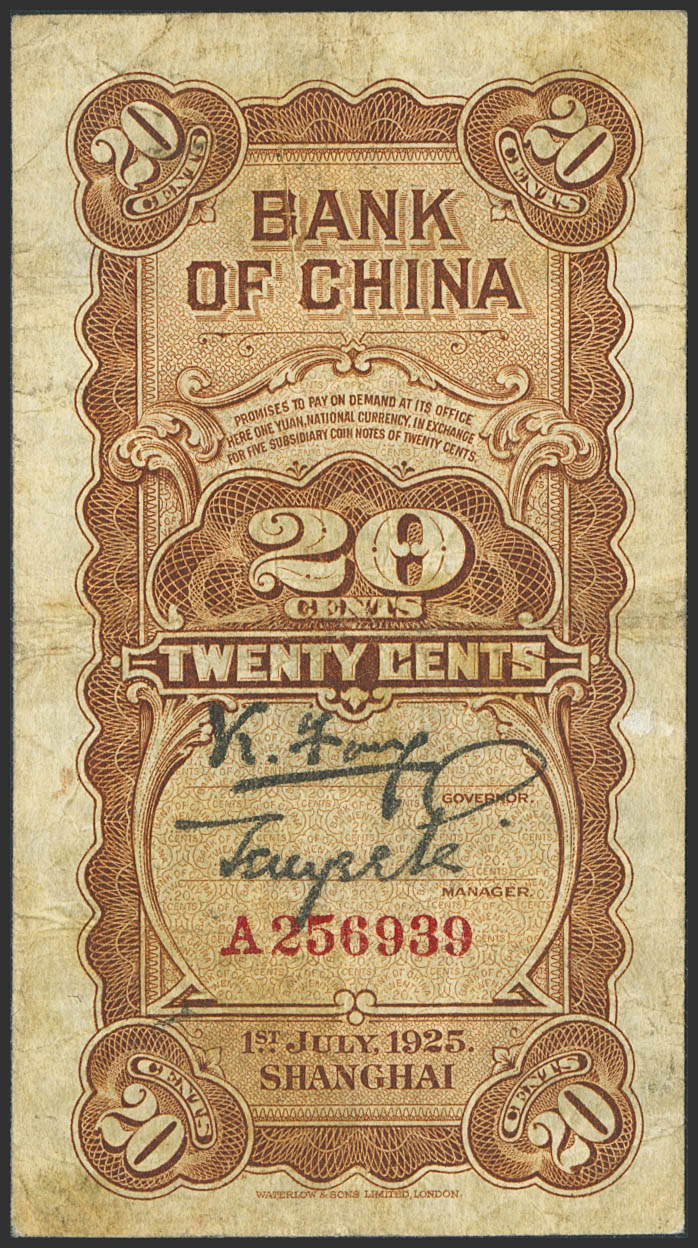 20 CENTS
20 CENTS
BANK
OF CHINA
PROMISES TO PAY ON DEMAND AT ITS OFFICE
HERE ONE YUAN, NATIONAL CURRENCY, IN EXCHANGE
FOR FIVE SUBSIDIARY COIN NOTES OF TWENTY CENTS.
20
CENTS
TWENTY CENTS
GOVERNOR.
MANAGER.
A256939
1ST JULY, 1925.
SHANGHAI
CENTS 20
CENTS 20
WATERLOW & SONS LIMITED, LONDON.